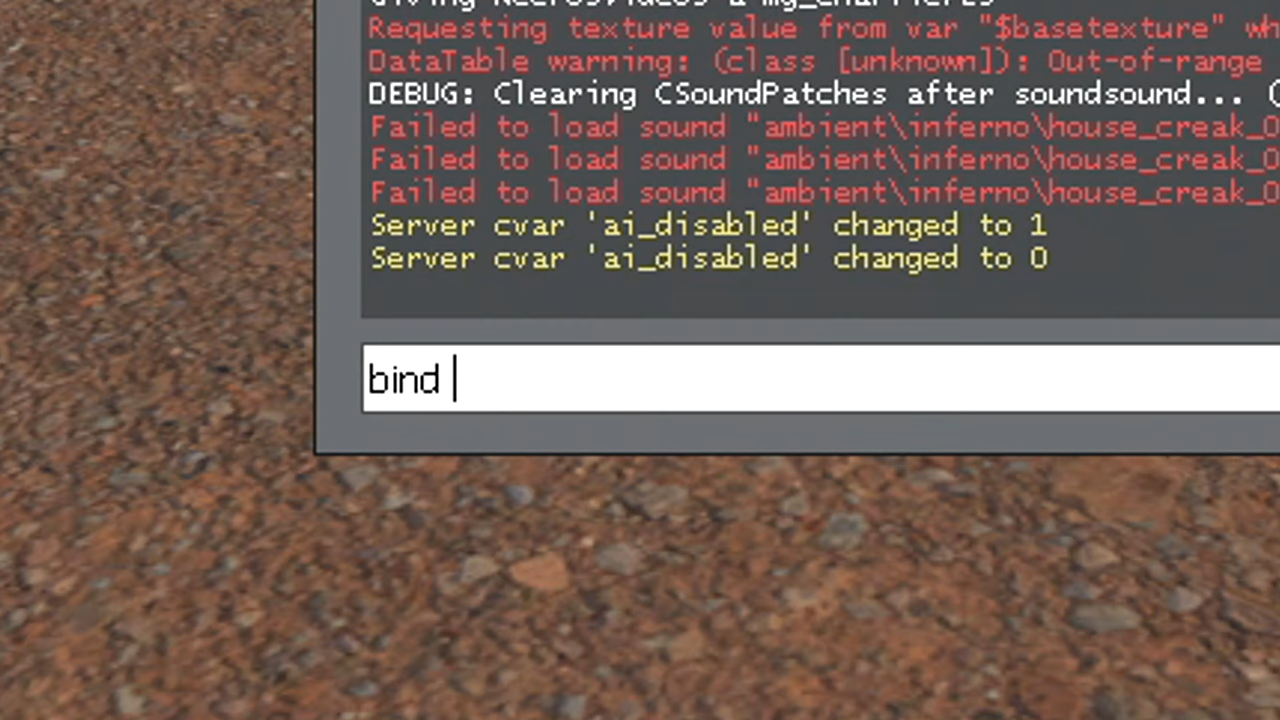 Requesting texture value from var "$basetexture" wh
DataTable warning: (class [unknown]): Out-of-range
DEBUG: Clearing CSoundPatches after soundsound... (
Failed to load sound "ambient\inferno\house_creak_0
Failed to load sound "ambient\inferno\house_creak_0
Failed to load sound "ambient\inferno\house_creak_0
Server cvar 'ai_disabled' changed to 1
Server cvar 'ai_disabled' changed to 0
bind